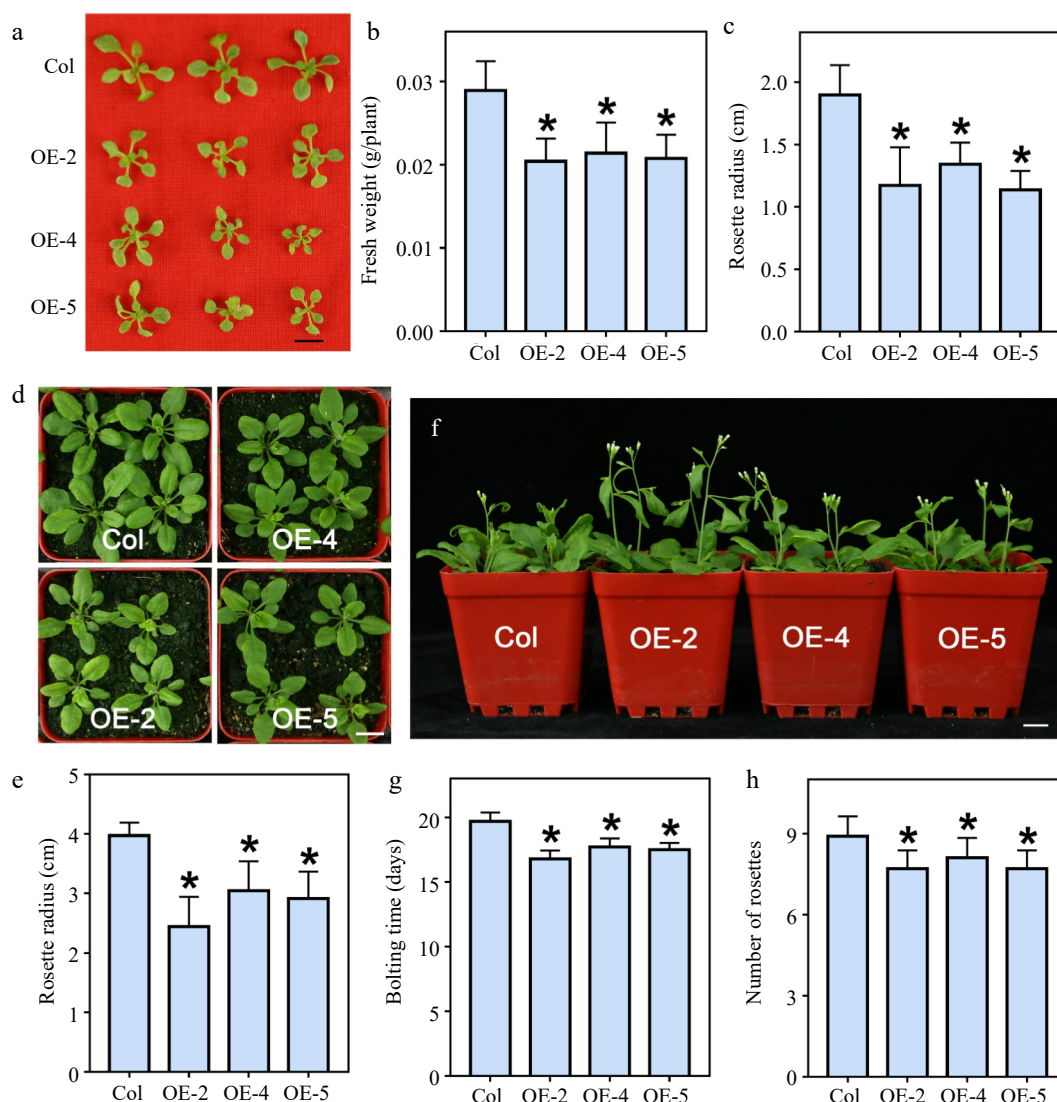 a
Col
OE-2
OE-4
OE-5
b
Fresh weight (g/plant)
0.03
0.02
0.01
0.00
Col
OE-2
OE-4
OE-5
*
*
*
c
Rosette radius (cm)
2.0
1.5
1.0
0.5
0.0
Col
OE-2
OE-4
OE-5
*
*
*
d
Col
OE-4
OE-2
OE-5
f
Col
OE-2
OE-4
OE-5
e
Rosette radius (cm)
5
4
3
2
1
0
Col
OE-2
OE-4
OE-5
*
*
*
g
Bolting time (days)
20
15
10
5
0
Col
OE-2
OE-4
OE-5
*
*
*
h
Number of rosettes
9
6
3
0
Col
OE-2
OE-4
OE-5
*
*
*